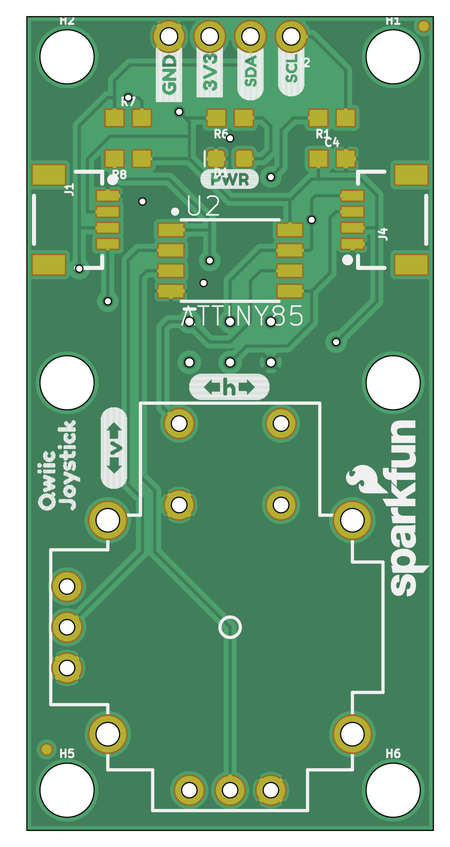 H2
H1
GND
3V3
SDA
SCL
2
R7
R6
R1
C4
R8
PWR
J1
U2
J4
ATTINY85
h
v
Qwiic
Joystick
sparkfun
H5
H6